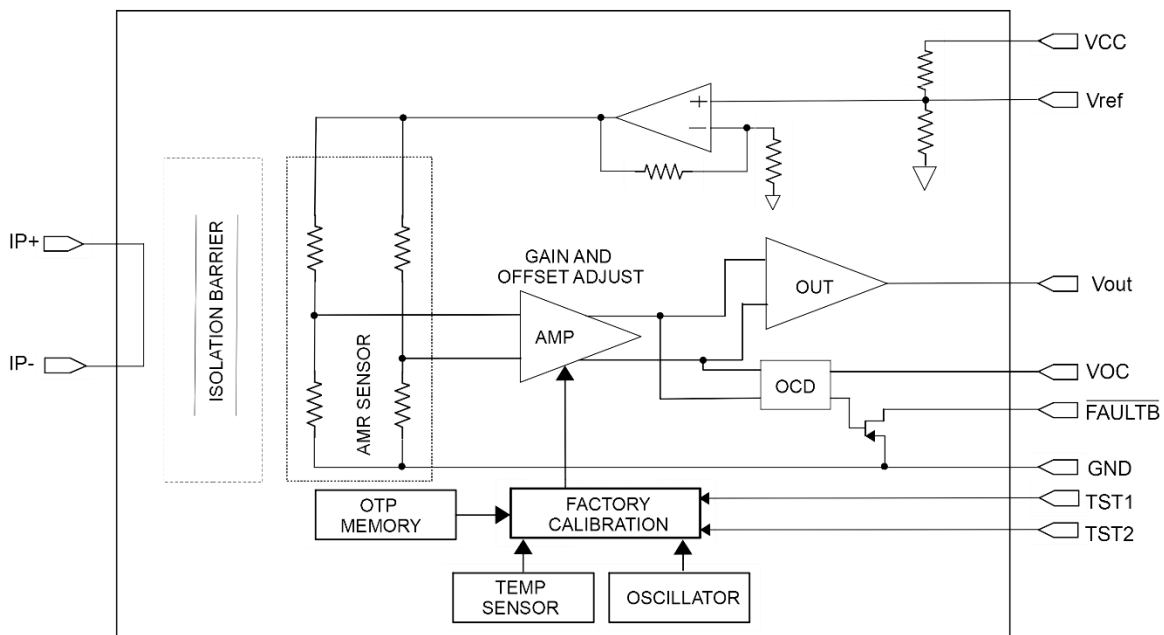 VCC
Vref
+
−
IP+
IP-
ISOLATION BARRIER
AMR SENSOR
GAIN AND
OFFSET ADJUST
AMP
OUT
Vout
OCD
VOC
FAULTB
GND
OTP
MEMORY
FACTORY
CALIBRATION
TST1
TST2
TEMP
SENSOR
OSCILLATOR